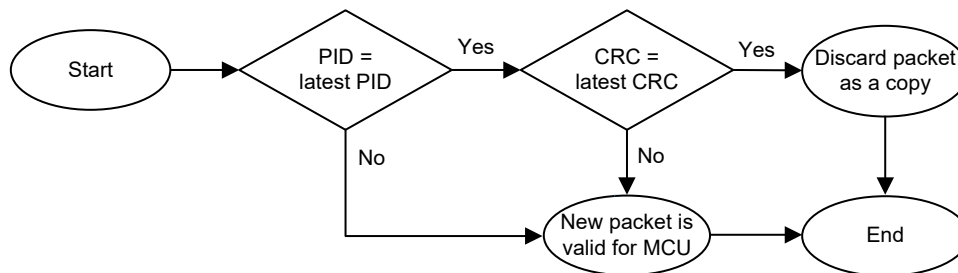 Start
PID =
latest PID
Yes
CRC =
latest CRC
Yes
Discard packet
as a copy
No
No
New packet is
valid for MCU
End